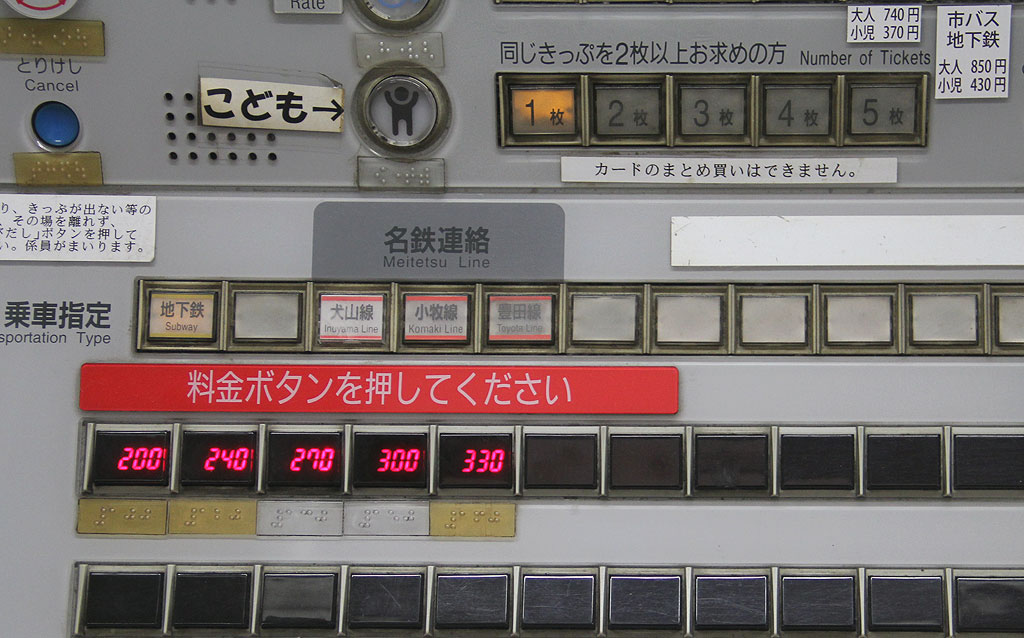 Rate
大人 740円
小児 370円
市バス
地下鉄
大人 850円
小児 430円
同じきっぷを2枚以上お求めの方 Number of Tickets
とりけし
Cancel
こども→
1枚 2枚 3枚 4枚 5枚
カードのまとめ買いはできません。
り、きっぷが出ない等の
、その場を離れず、
だし」ボタンを押して
い。係員がまいります。
名鉄連絡
Meitetsu Line
乗車指定
sportation Type
地下鉄 犬山線 小牧線 豊田線
Subway Inuyama Line Komaki Line Toyota Line
料金ボタンを押してください
200 240 270 300 330